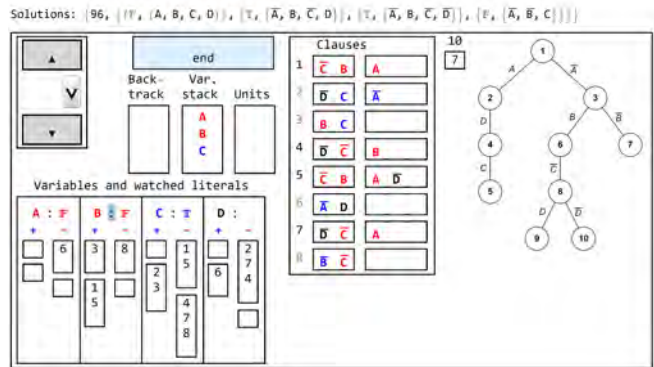 Solutions: {96, {{F, {A, B, C, D}}, {T, {A̅, B, C̅, D}}, {T, {A̅, B, C̅, D̅}}, {F, {A̅, B̅, C}}}}
end
Back-
track
Var.
stack
Units
A
B
C
V
Variables and watched literals
A : F
B : F
C : T
D :
+ - + - + - + -
6
3
1
5
8
2
3
1
5
4
7
8
6
2
7
4
Clauses
1 C̅ B A
2 D̅ C A̅
3 B C
4 D̅ C̅ B
5 C̅ B A D̅
6 A̅ D
7 D̅ C̅ A
8 B̅ C̅
10
7
1
A A̅
2 3
D B B̅
4 6 7
C C̅
5 8
D D̅
9 10